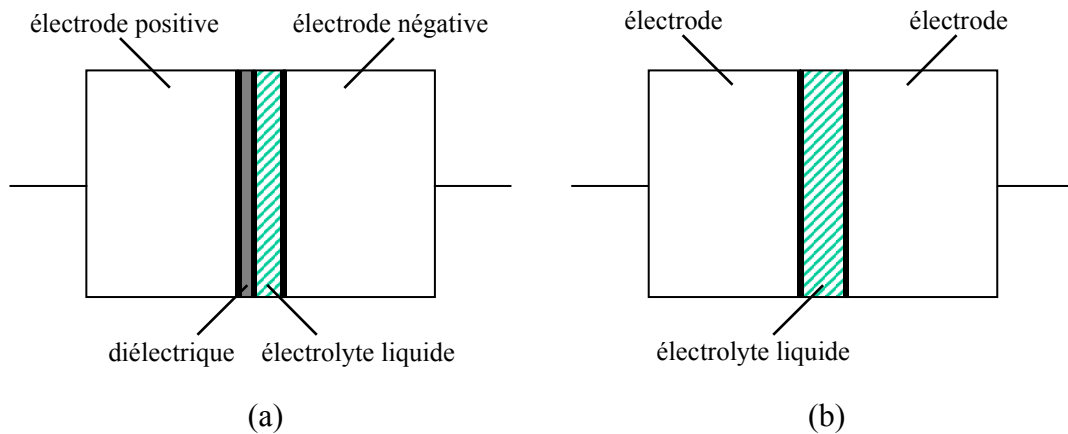 électrode positive
électrode négative
diélectrique
électrolyte liquide
(a)
électrode
électrode
électrolyte liquide
(b)